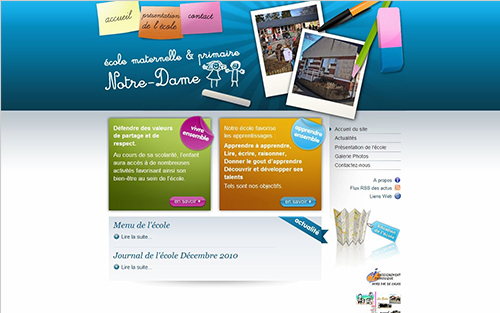 accueil
présentation
de l'école
contact
école maternelle & primaire
Notre-Dame
Défendre des valeurs
de partage et de
respect.
vivre
ensemble
Au cours de sa scolarité, l'enfant
aura accès à de nombreuses
activités favorisant ainsi son
bien-être au sein de l'école.
en savoir +
Notre école favorise
les apprentissages
apprendre
ensemble
Apprendre à apprendre,
Lire, écrire, raisonner,
Donner le gout d'apprendre
Découvrir et développer ses
talents
Tels sont nos objectifs.
en savoir +
Accueil du site
Actualités
Présentation de l'école
Galerie Photos
Contactez-nous
A propos
Flux RSS des actus
Liens Web
Situation
de l'école
actualité
Menu de l'école
Lire la suite...
Journal de l'école Décembre 2010
Lire la suite...